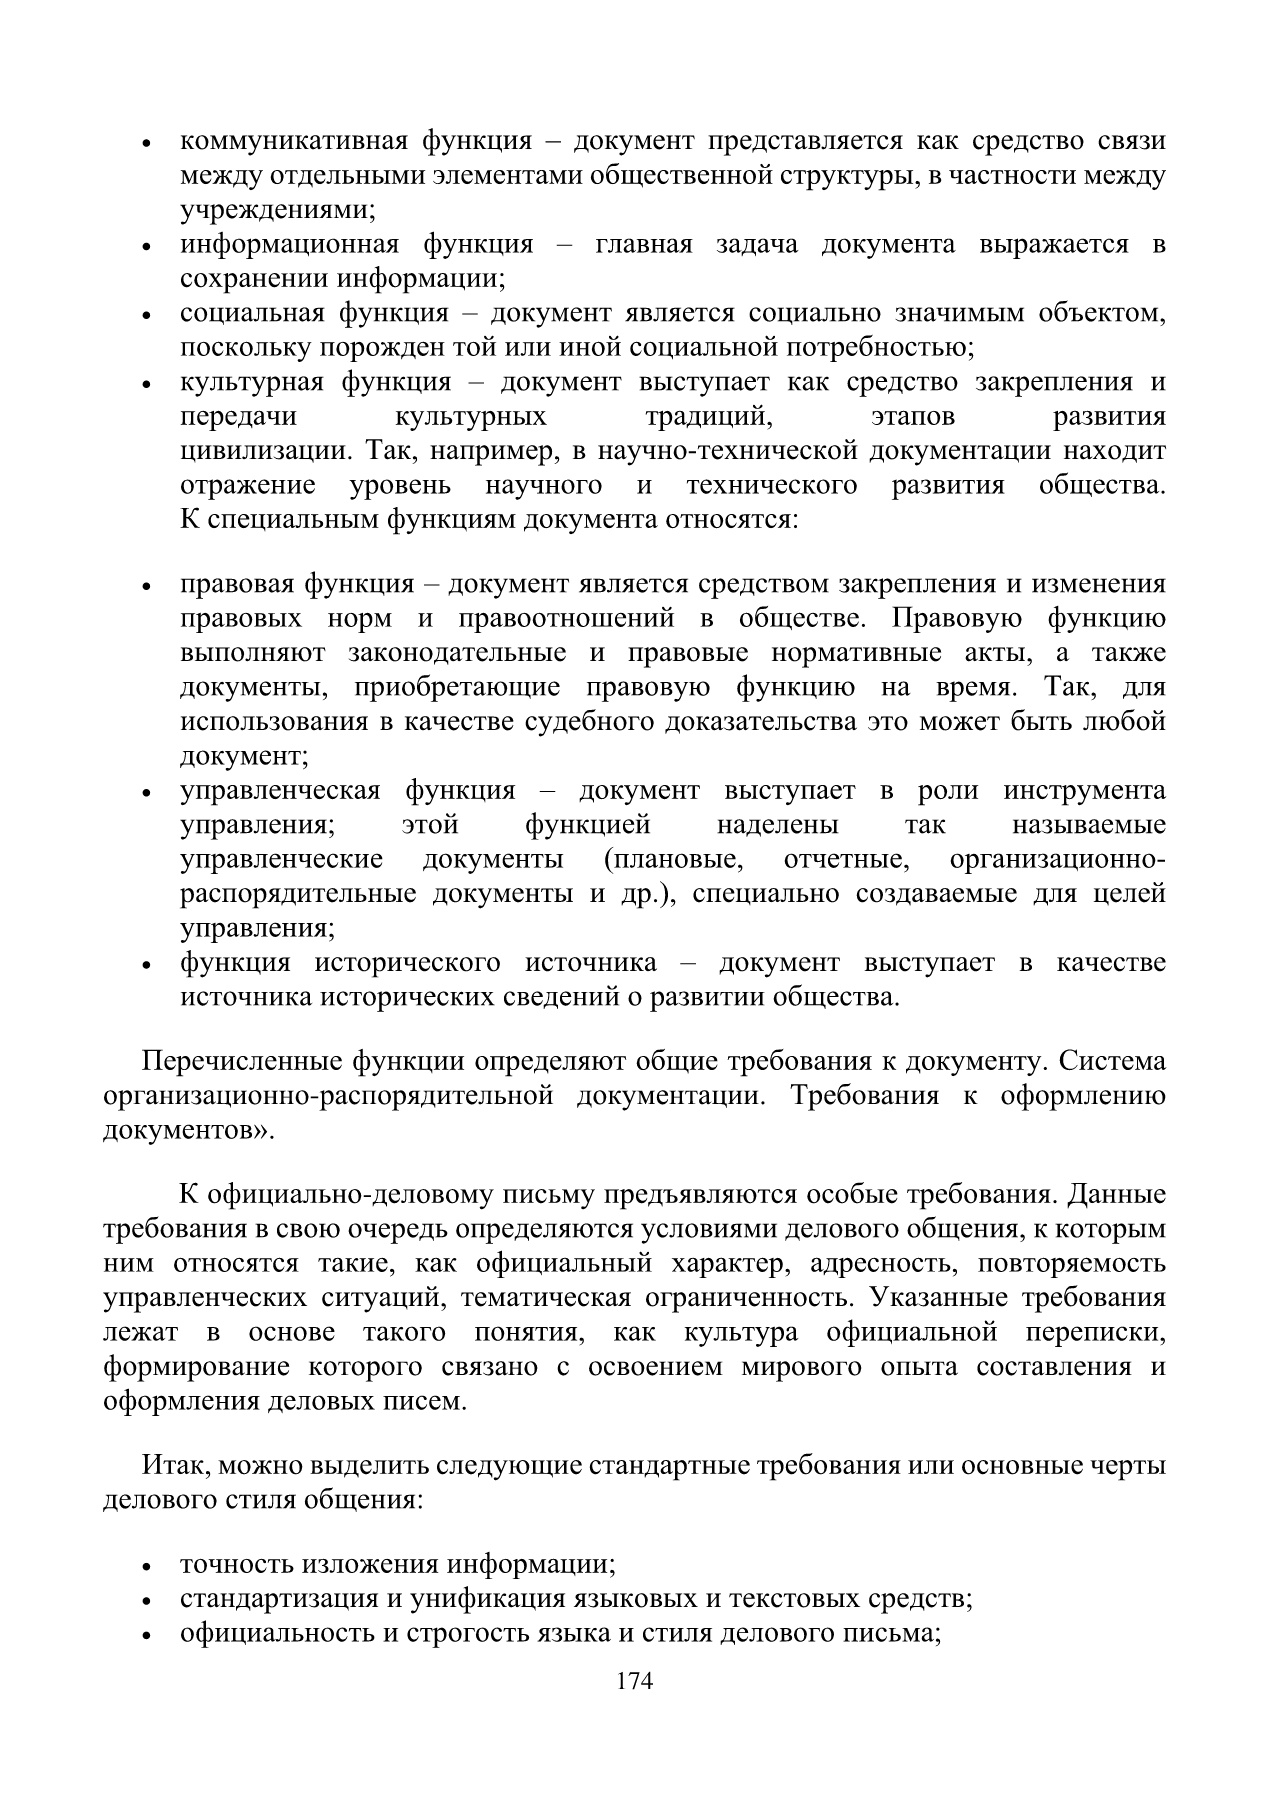 • коммуникативная функция – документ представляется как средство связи
между отдельными элементами общественной структуры, в частности между
учреждениями;
• информационная функция – главная задача документа выражается в
сохранении информации;
• социальная функция – документ является социально значимым объектом,
поскольку порожден той или иной социальной потребностью;
• культурная функция – документ выступает как средство закрепления и
передачи культурных традиций, этапов развития
цивилизации. Так, например, в научно-технической документации находит
отражение уровень научного и технического развития общества.
К специальным функциям документа относятся:
• правовая функция – документ является средством закрепления и изменения
правовых норм и правоотношений в обществе. Правовую функцию
выполняют законодательные и правовые нормативные акты, а также
документы, приобретающие правовую функцию на время. Так, для
использования в качестве судебного доказательства это может быть любой
документ;
• управленческая функция – документ выступает в роли инструмента
управления; этой функцией наделены так называемые
управленческие документы (плановые, отчетные, организационно-
распорядительные документы и др.), специально создаваемые для целей
управления;
• функция исторического источника – документ выступает в качестве
источника исторических сведений о развитии общества.
Перечисленные функции определяют общие требования к документу. Система
организационно-распорядительной документации. Требования к оформлению
документов».
К официально-деловому письму предъявляются особые требования. Данные
требования в свою очередь определяются условиями делового общения, к которым
ним относятся такие, как официальный характер, адресность, повторяемость
управленческих ситуаций, тематическая ограниченность. Указанные требования
лежат в основе такого понятия, как культура официальной переписки,
формирование которого связано с освоением мирового опыта составления и
оформления деловых писем.
Итак, можно выделить следующие стандартные требования или основные черты
делового стиля общения:
• точность изложения информации;
• стандартизация и унификация языковых и текстовых средств;
• официальность и строгость языка и стиля делового письма;
174